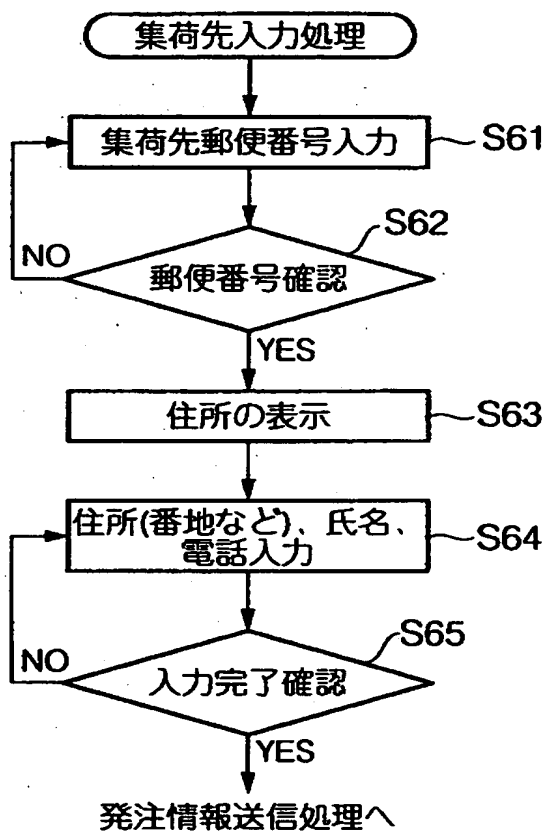 集荷先入力処理
集荷先郵便番号入力
S61
S62
NO
郵便番号確認
YES
住所の表示
S63
住所(番地など)、氏名、
電話入力
S64
S65
NO
入力完了確認
YES
発注情報送信処理へ